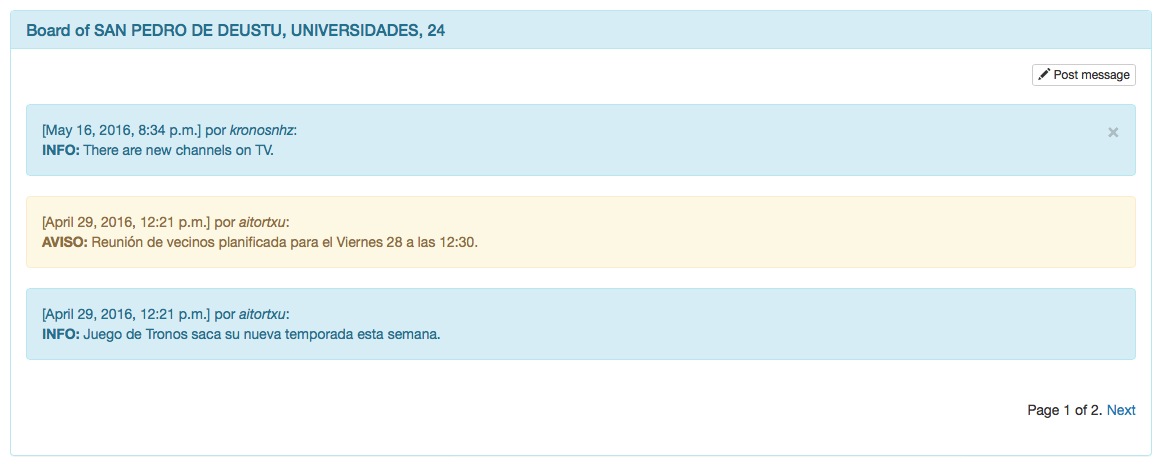 Board of SAN PEDRO DE DEUSTU, UNIVERSIDADES, 24
Post message
[May 16, 2016, 8:34 p.m.] por kronosnhz:
×
INFO: There are new channels on TV.
[April 29, 2016, 12:21 p.m.] por aitortxu:
AVISO: Reunión de vecinos planificada para el Viernes 28 a las 12:30.
[April 29, 2016, 12:21 p.m.] por aitortxu:
INFO: Juego de Tronos saca su nueva temporada esta semana.
Page 1 of 2. Next